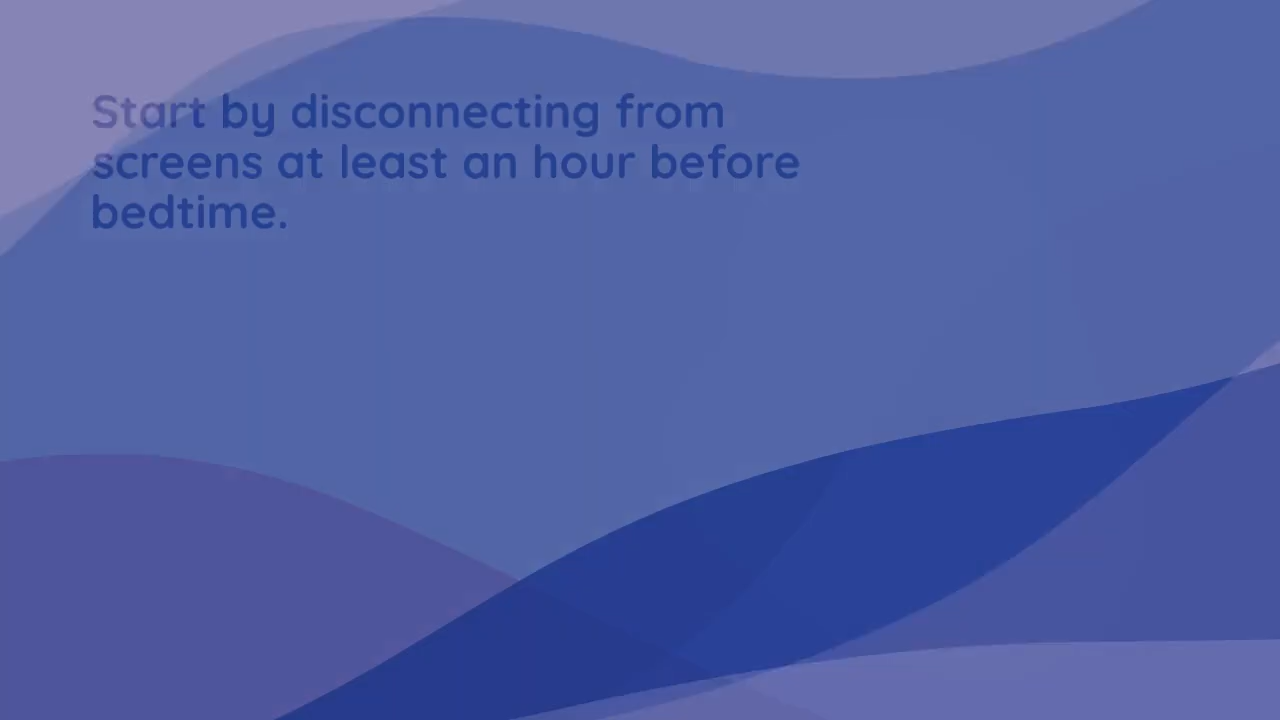 Start by disconnecting from
screens at least an hour before
bedtime.